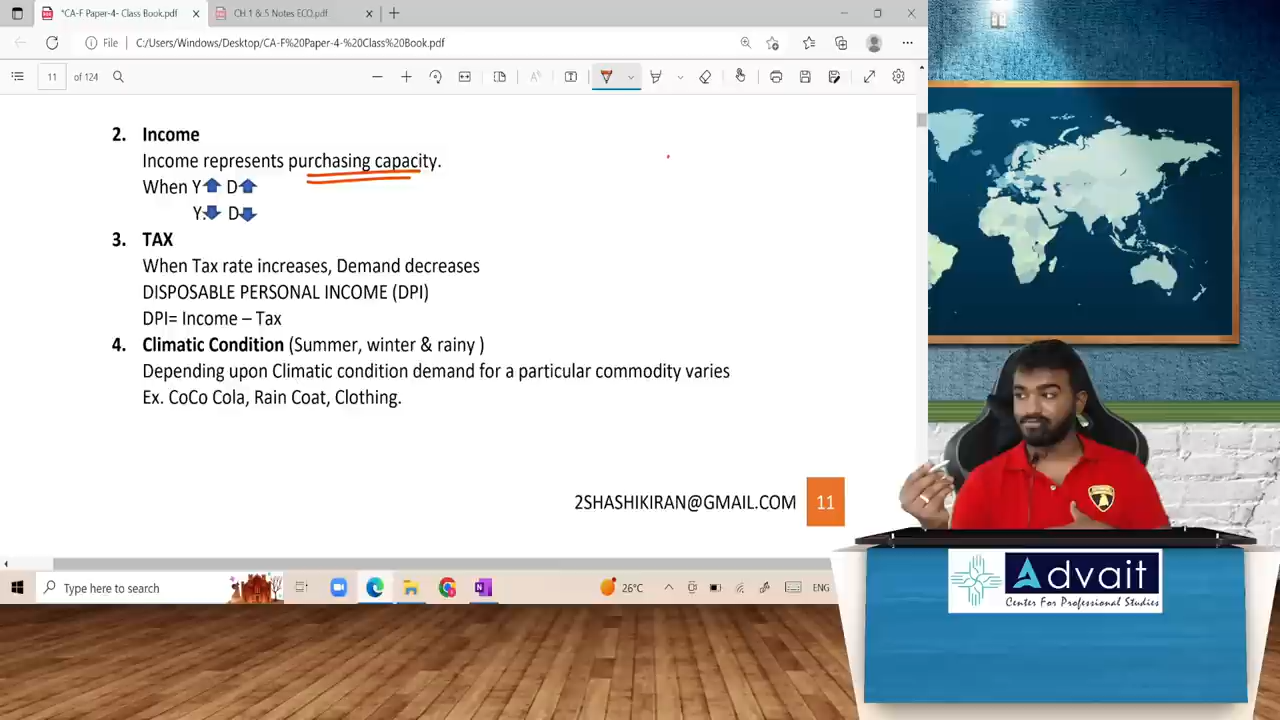 *CA-F Paper-4- Class Book.pdf
CH.1 & 5 Notes ECO.pdf
File
C:/Users/Windows/Desktop/CA-F%20Paper-4-%20Class%20Book.pdf
11 of 124
2. Income
Income represents purchasing capacity.
When Y D
Y D
3. TAX
When Tax rate increases, Demand decreases
DISPOSABLE PERSONAL INCOME (DPI)
DPI= Income – Tax
4. Climatic Condition (Summer, winter & rainy )
Depending upon Climatic condition demand for a particular commodity varies
Ex. CoCo Cola, Rain Coat, Clothing.
2SHASHIKIRAN@GMAIL.COM 11
Type here to search
26°C
ENG
Advait
Center For Professional Studies